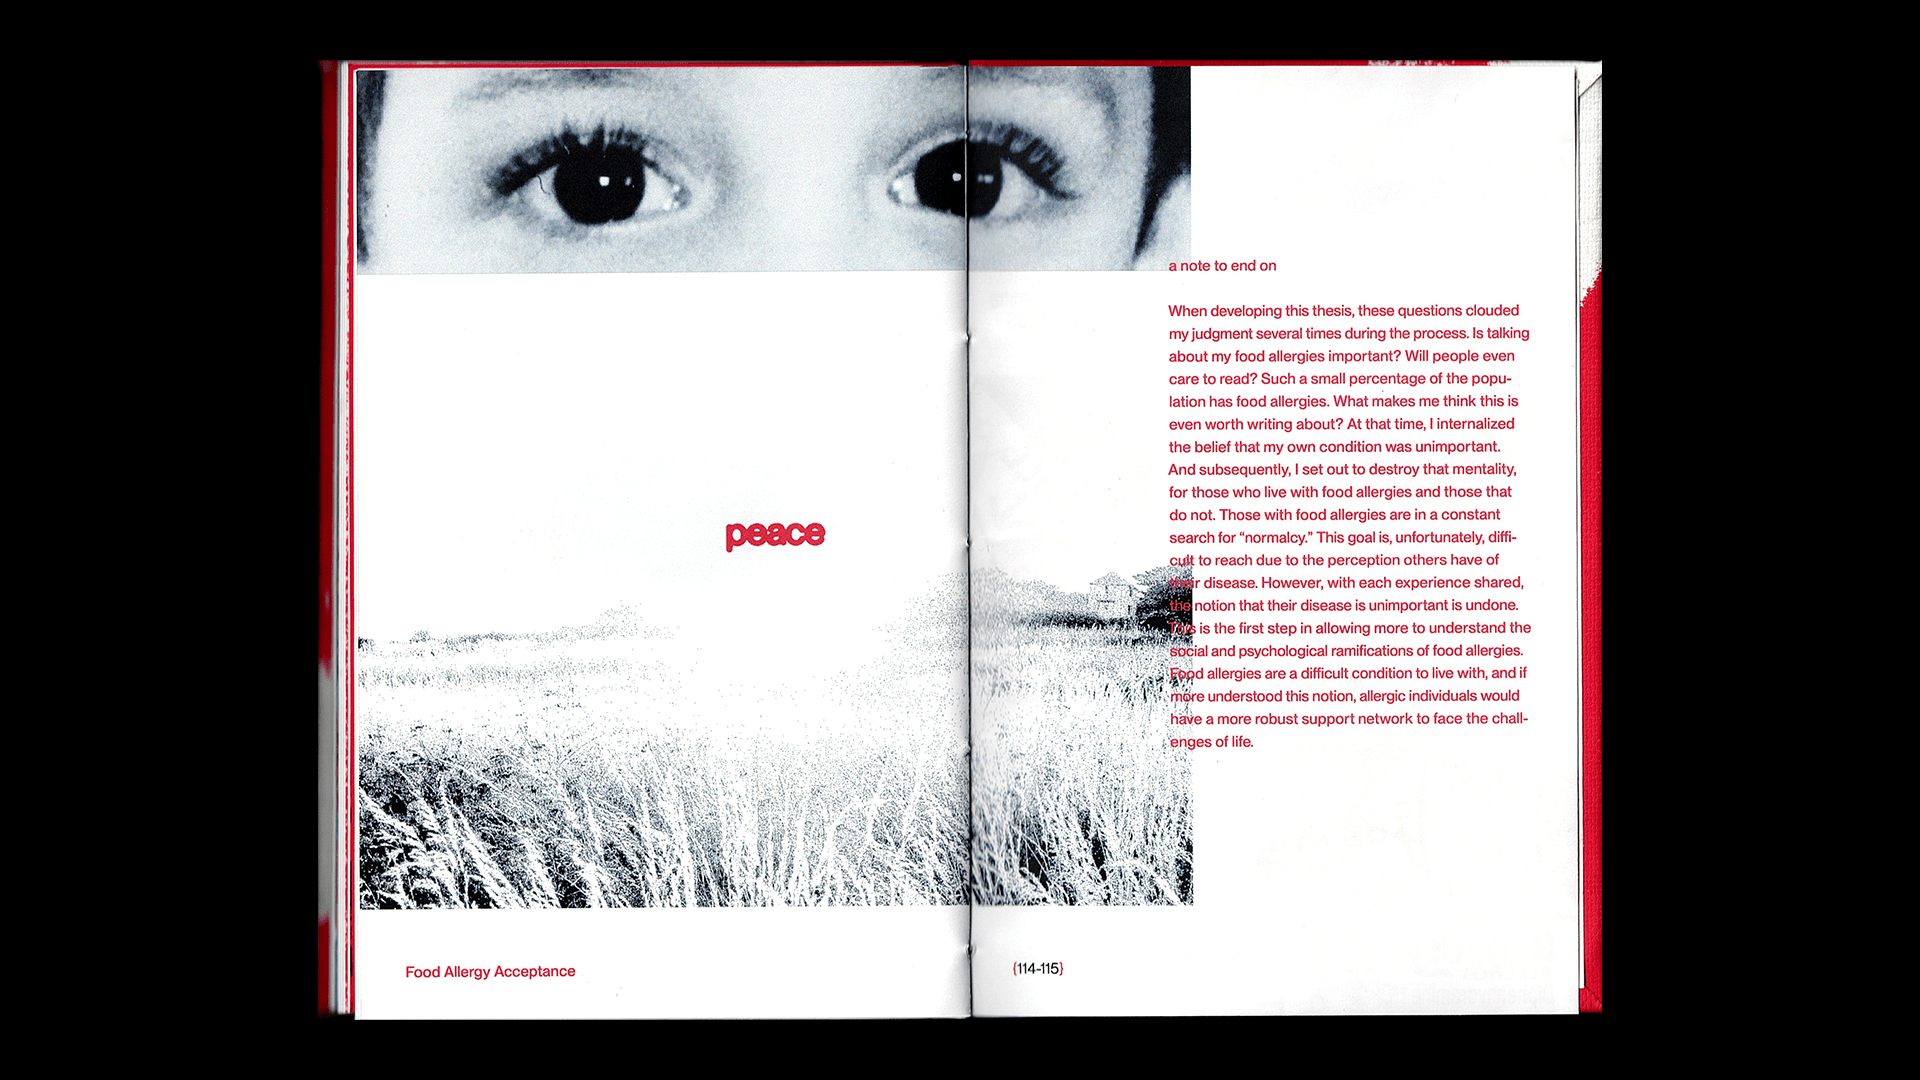 peace
Food Allergy Acceptance
a note to end on
When developing this thesis, these questions clouded
my judgment several times during the process. Is talking
about my food allergies important? Will people even
care to read? Such a small percentage of the popu-
lation has food allergies. What makes me think this is
even worth writing about? At that time, I internalized
the belief that my own condition was unimportant.
And subsequently, I set out to destroy that mentality,
for those who live with food allergies and those that
do not. Those with food allergies are in a constant
search for “normalcy.” This goal is, unfortunately, diffi-
cult to reach due to the perception others have of
their disease. However, with each experience shared,
the notion that their disease is unimportant is undone.
This is the first step in allowing more to understand the
social and psychological ramifications of food allergies.
Food allergies are a difficult condition to live with, and if
more understood this notion, allergic individuals would
have a more robust support network to face the chall-
enges of life.
{114-115}